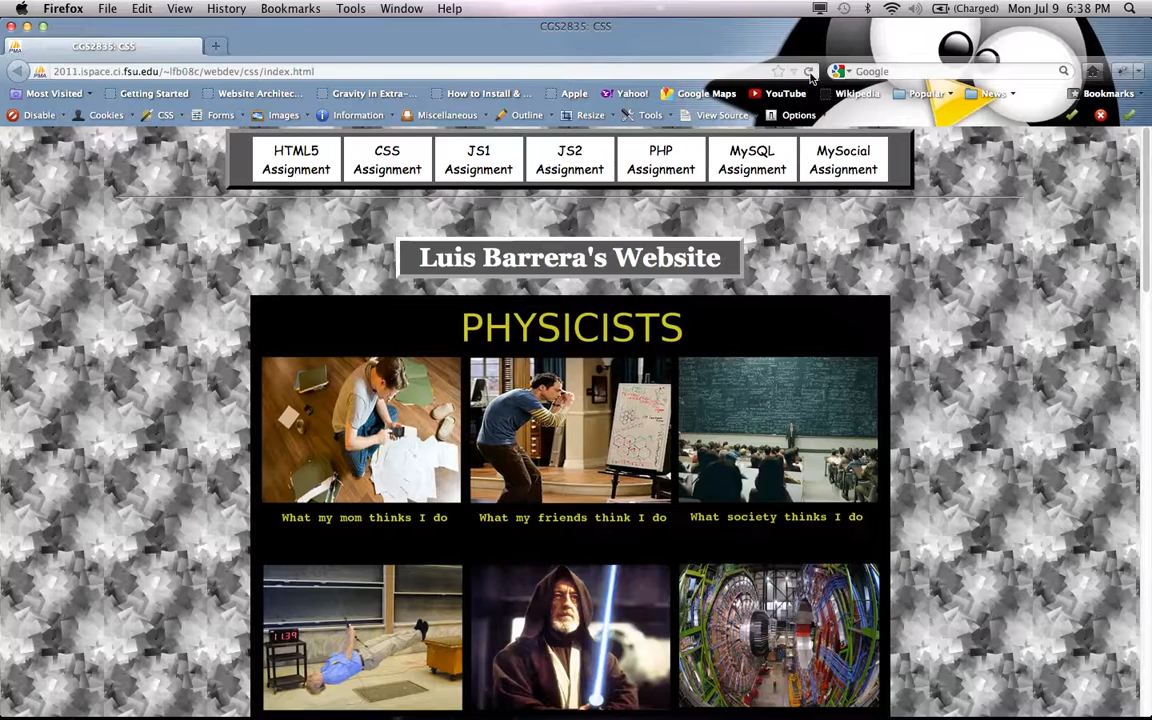 Firefox File Edit View History Bookmarks Tools Window Help (Charged) Mon Jul 9 6:38 PM
CGS2835: CSS
PMA CGS2835: CSS +
PMA 2011.ispace.ci.fsu.edu/~lfb08c/webdev/css/index.html Google
Most Visited Getting Started Website Architec... Gravity in Extra-... How to Install & ... Apple Yahoo! Google Maps YouTube Wikipedia Popular News Bookmarks
Disable Cookies CSS Forms Images Information Miscellaneous Outline Resize Tools View Source Options
HTML5 CSS JS1 JS2 PHP MySQL MySocial
Assignment Assignment Assignment Assignment Assignment Assignment Assignment
Luis Barrera's Website
PHYSICISTS
What my mom thinks I do What my friends think I do What society thinks I do
11.39